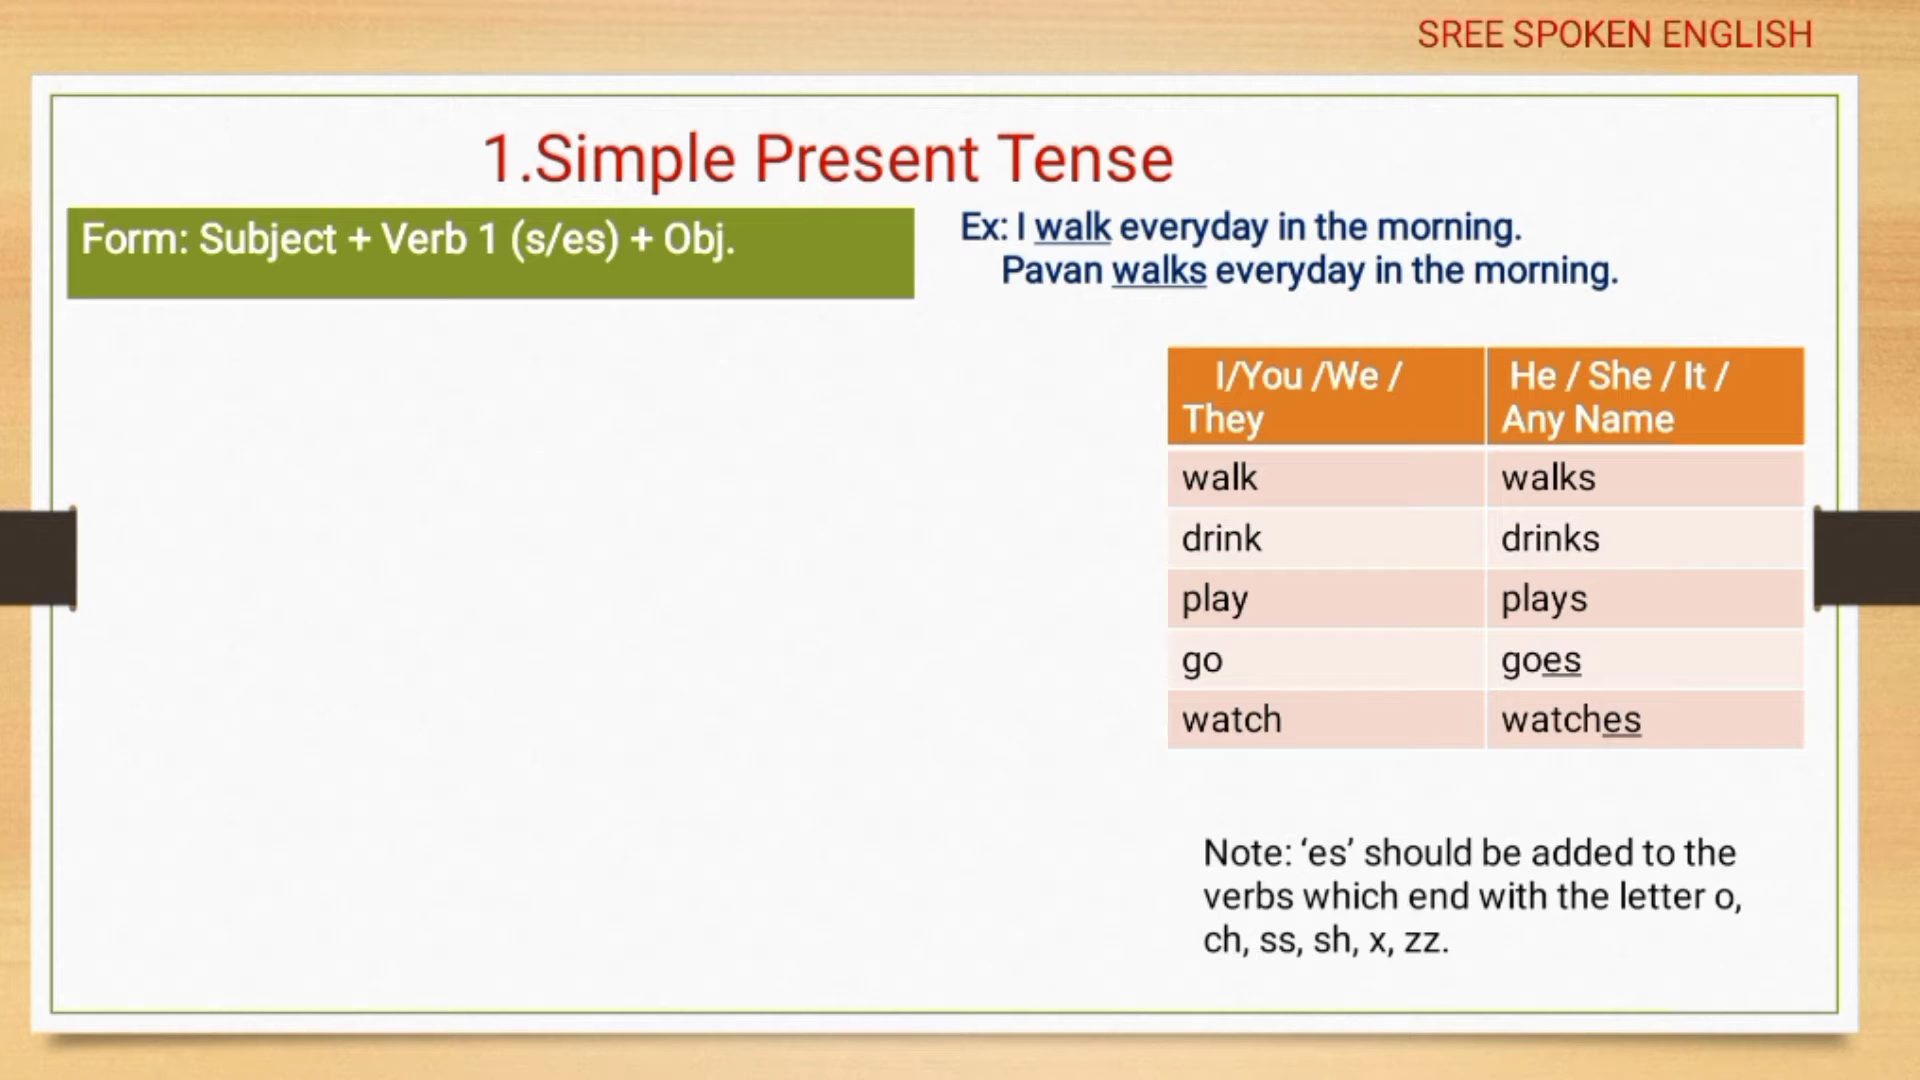 SREE SPOKEN ENGLISH
1.Simple Present Tense
Form: Subject + Verb 1 (s/es) + Obj.
Ex: I walk everyday in the morning.
Pavan walks everyday in the morning.
I/You /We /
They
He / She / It /
Any Name
walk
walks
drink
drinks
play
plays
go
goes
watch
watches
Note: ‘es’ should be added to the
verbs which end with the letter o,
ch, ss, sh, x, zz.